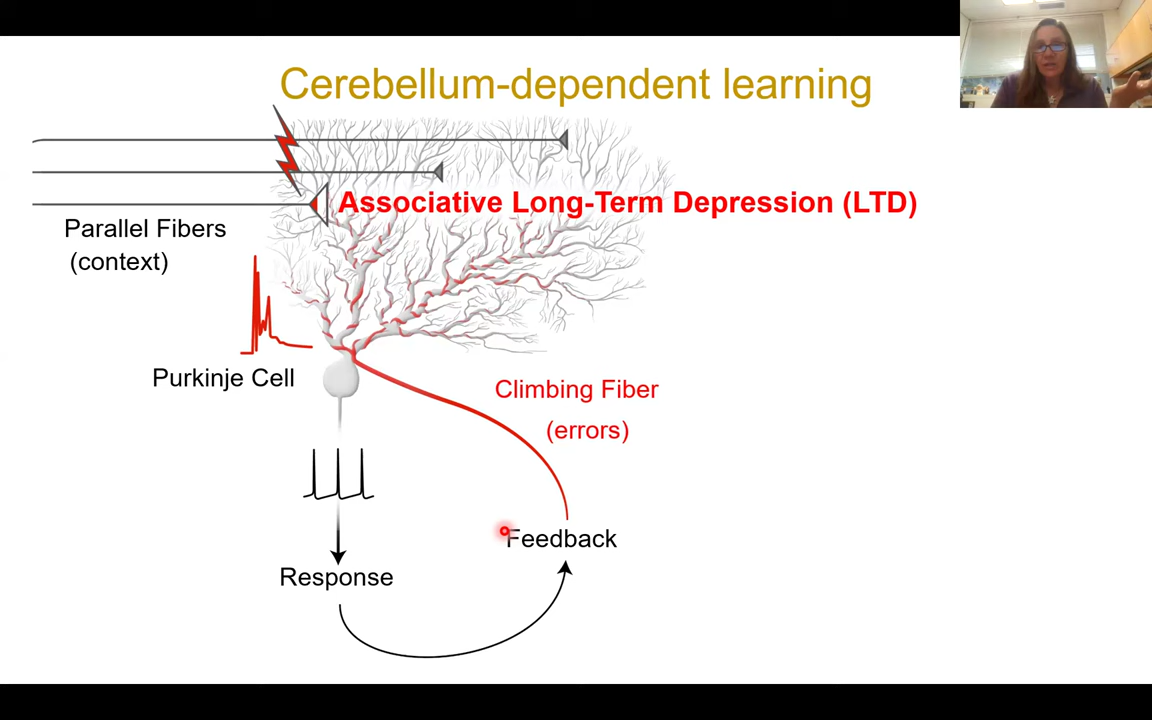 Cerebellum-dependent learning
Associative Long-Term Depression (LTD)
Parallel Fibers
(context)
Purkinje Cell
Climbing Fiber
(errors)
Feedback
Response